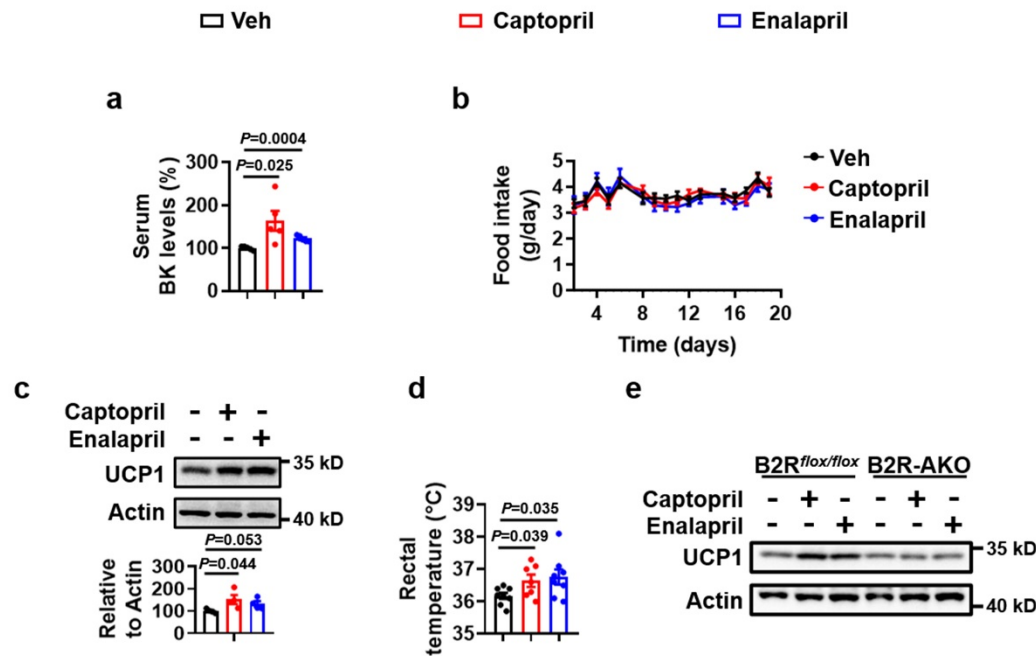 Veh
Captopril
Enalapril
a
P=0.0004
P=0.025
Serum
BK levels (%)
300
200
100
0
b
Food intake
(g/day)
5
4
3
2
1
0
4
8
12
16
20
Time (days)
Veh
Captopril
Enalapril
c
Captopril - + -
Enalapril - - +
UCP1
35 kD
Actin
40 kD
P=0.053
P=0.044
Relative
to Actin
300
200
100
0
d
P=0.035
P=0.039
Rectal
temperature (°C)
39
38
37
36
35
e
B2Rflox/flox B2R-AKO
Captopril - + - - + -
Enalapril - - + - - +
UCP1
35 kD
Actin
40 kD